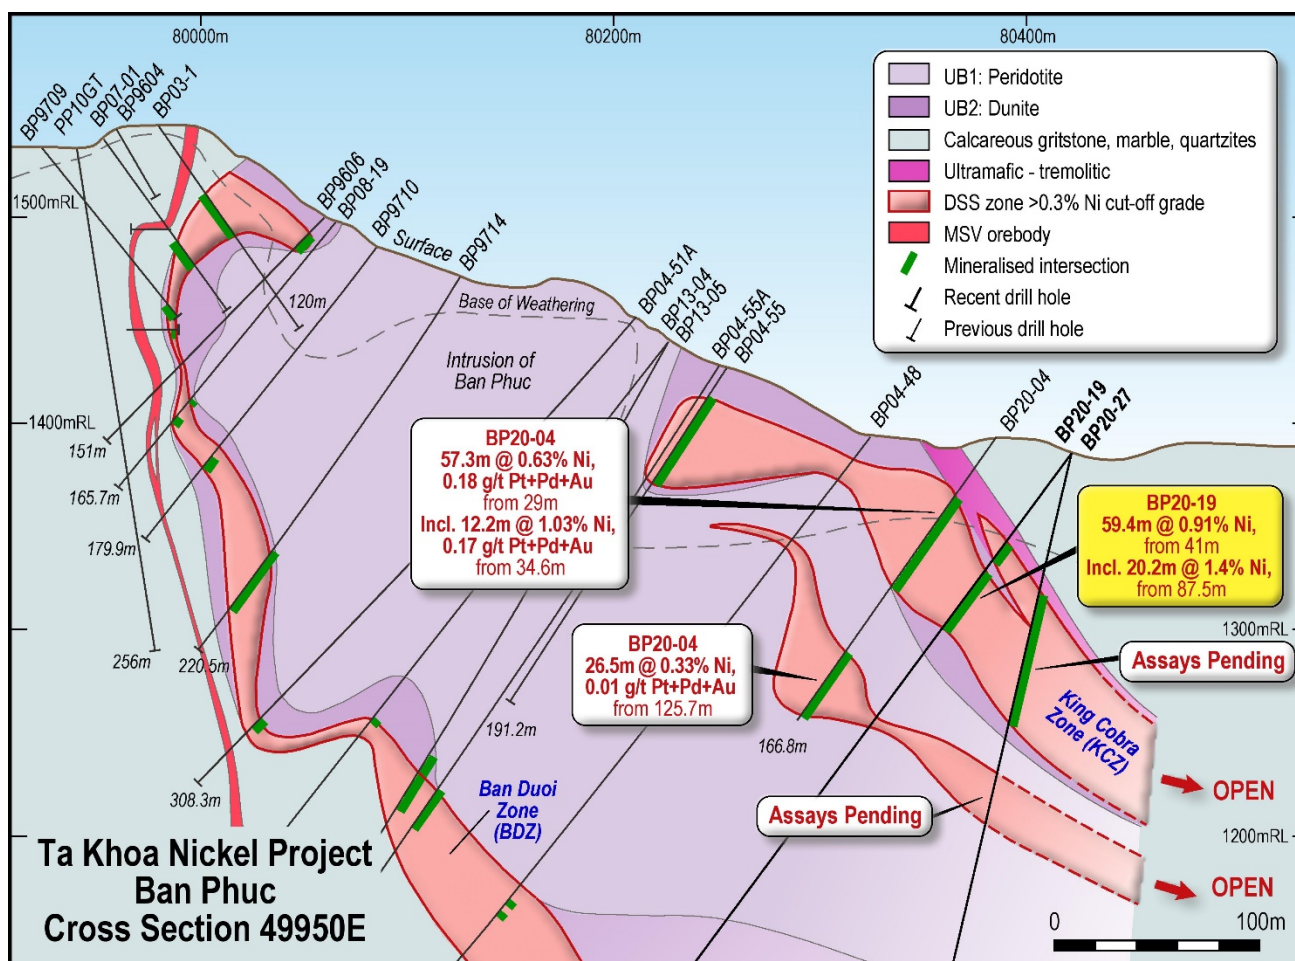 80000m
80200m
80400m
BP9709
PP10GT
BP07-01
BP9604
BP03-1
BP9606
BP08-19
BP9710
BP9714
BP04-51A
BP13-04
BP13-05
BP04-55A
BP04-55
BP04-48
BP20-04
BP20-19
BP20-27
UB1: Peridotite
UB2: Dunite
Calcareous gritstone, marble, quartzites
Ultramafic - tremolitic
DSS zone >0.3% Ni cut-off grade
MSV orebody
Mineralised intersection
Recent drill hole
Previous drill hole
1500mRL
Surface
120m
Base of Weathering
Intrusion of
Ban Phuc
1400mRL
151m
165.7m
179.9m
256m
220.5m
BP20-04
57.3m @ 0.63% Ni,
0.18 g/t Pt+Pd+Au
from 29m
Incl. 12.2m @ 1.03% Ni,
0.17 g/t Pt+Pd+Au
from 34.6m
BP20-19
59.4m @ 0.91% Ni,
from 41m
Incl. 20.2m @ 1.4% Ni,
from 87.5m
1300mRL
Assays Pending
BP20-04
26.5m @ 0.33% Ni,
0.01 g/t Pt+Pd+Au
from 125.7m
191.2m
166.8m
King Cobra
Zone (KCZ)
308.3m
Ban Duoi
Zone
(BDZ)
Assays Pending
OPEN
1200mRL
OPEN
Ta Khoa Nickel Project
Ban Phuc
Cross Section 49950E
0
100m